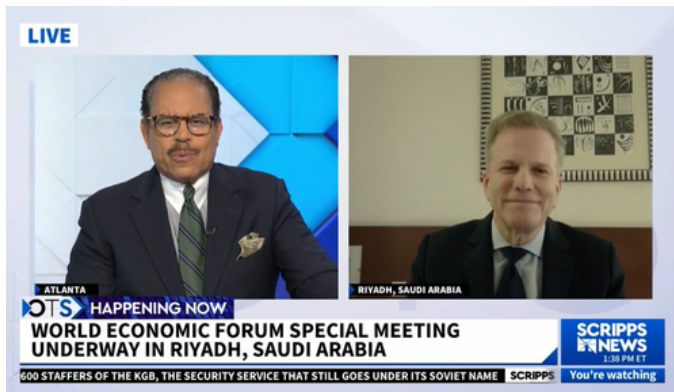 LIVE
ATLANTA
RIYADH, SAUDI ARABIA
OTS HAPPENING NOW
WORLD ECONOMIC FORUM SPECIAL MEETING
UNDERWAY IN RIYADH, SAUDI ARABIA
SCRIPPS
NEWS
1:38 PM ET
600 STAFFERS OF THE KGB, THE SECURITY SERVICE THAT STILL GOES UNDER ITS SOVIET NAME SCRIPPS You're watching